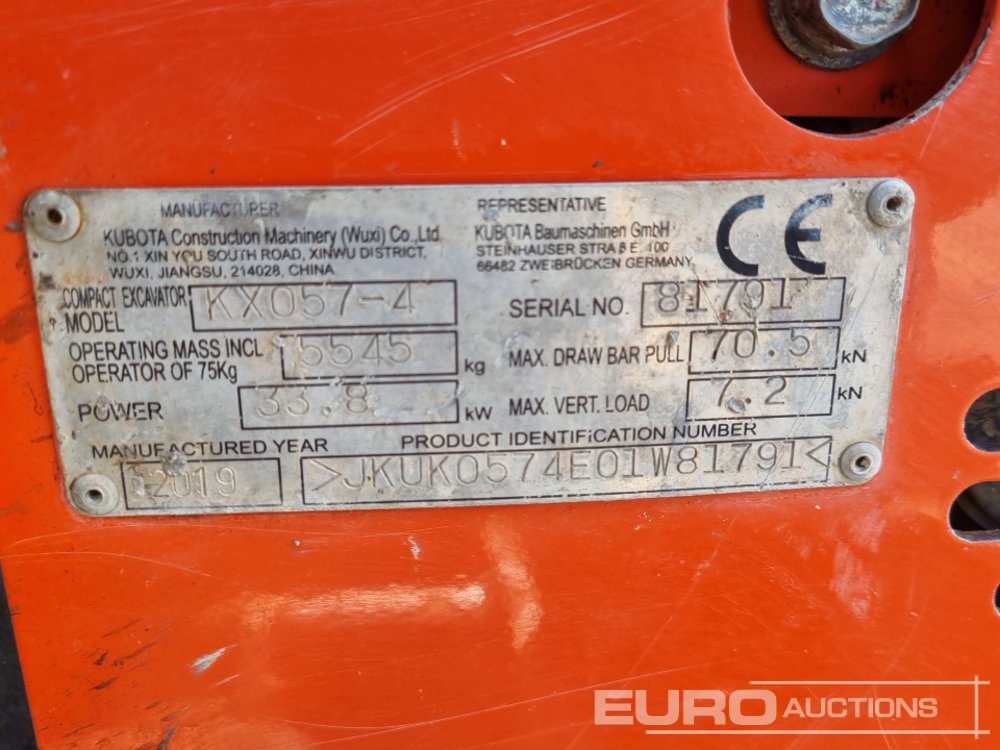 MANUFACTURER
KUBOTA Construction Machinery (Wuxi) Co.,Ltd.
NO.1 XIN YOU SOUTH ROAD, XINWU DISTRICT,
WUXI, JIANGSU, 214028, CHINA
REPRESENTATIVE
KUBOTA Baumaschinen GmbH
STEINHAUSER STRAßE. 100
66482 ZWEIBRÜCKEN GERMANY
CE
COMPACT EXCAVATOR
MODEL
KX057-4
SERIAL NO. 81791
OPERATING MASS INCL
OPERATOR OF 75Kg
5545 kg
MAX. DRAW BAR PULL 70.5 kN
POWER 33.8 kW
MAX. VERT. LOAD 7.2 kN
MANUFACTURED YEAR
2019
PRODUCT IDENTIFICATION NUMBER
>JKUK0574E01W81791<
EURO AUCTIONS